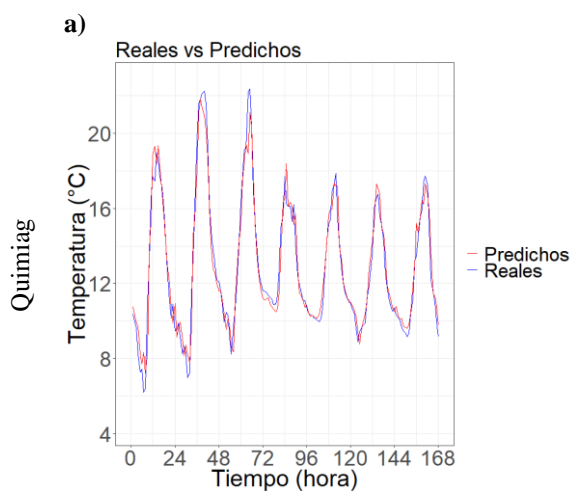 a)
Reales vs Predichos
Quimiag
Temperatura (°C)
20
16
12
8
4
0 24 48 72 96 120 144 168
Tiempo (hora)
Predichos
Reales